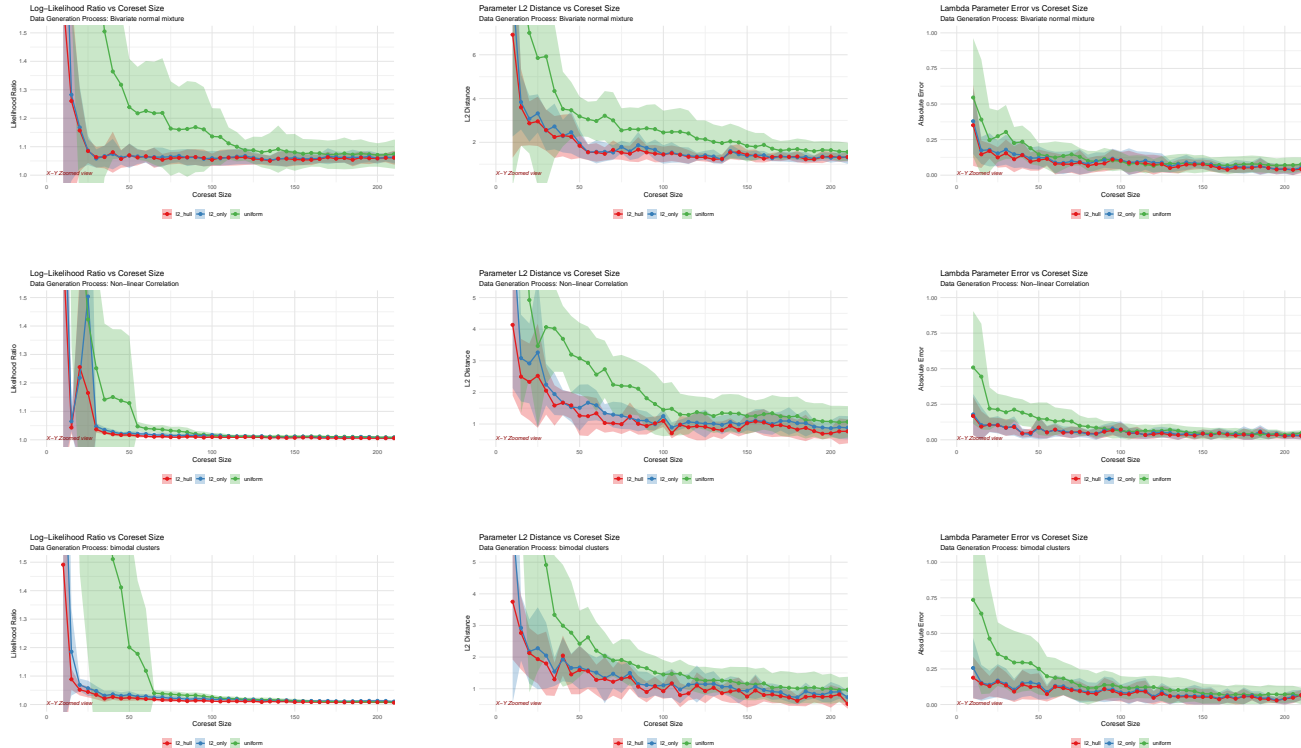 Log-Likelihood Ratio vs Coreset Size
Data Generation Process: Bivariate normal mixture
1.5
1.4
1.3
1.2
1.1
1.0
Likelihood Ratio
X-Y Zoomed view
0 50 100 150 200
Coreset Size
l2_hull l2_only uniform
Parameter L2 Distance vs Coreset Size
Data Generation Process: Bivariate normal mixture
6
4
2
L2 Distance
X-Y Zoomed view
0 50 100 150 200
Coreset Size
l2_hull l2_only uniform
Lambda Parameter Error vs Coreset Size
Data Generation Process: Bivariate normal mixture
1.00
0.75
0.50
0.25
0.00
Absolute Error
X-Y Zoomed view
0 50 100 150 200
Coreset Size
l2_hull l2_only uniform
Log-Likelihood Ratio vs Coreset Size
Data Generation Process: Non-linear Correlation
1.5
1.4
1.3
1.2
1.1
1.0
Likelihood Ratio
X-Y Zoomed view
0 50 100 150 200
Coreset Size
l2_hull l2_only uniform
Parameter L2 Distance vs Coreset Size
Data Generation Process: Non-linear Correlation
5
4
3
2
1
L2 Distance
X-Y Zoomed view
0 50 100 150 200
Coreset Size
l2_hull l2_only uniform
Lambda Parameter Error vs Coreset Size
Data Generation Process: Non-linear Correlation
1.00
0.75
0.50
0.25
0.00
Absolute Error
X-Y Zoomed view
0 50 100 150 200
Coreset Size
l2_hull l2_only uniform
Log-Likelihood Ratio vs Coreset Size
Data Generation Process: bimodal clusters
1.5
1.4
1.3
1.2
1.1
1.0
Likelihood Ratio
X-Y Zoomed view
0 50 100 150 200
Coreset Size
l2_hull l2_only uniform
Parameter L2 Distance vs Coreset Size
Data Generation Process: bimodal clusters
5
4
3
2
1
L2 Distance
X-Y Zoomed view
0 50 100 150 200
Coreset Size
l2_hull l2_only uniform
Lambda Parameter Error vs Coreset Size
Data Generation Process: bimodal clusters
1.00
0.75
0.50
0.25
0.00
Absolute Error
X-Y Zoomed view
0 50 100 150 200
Coreset Size
l2_hull l2_only uniform